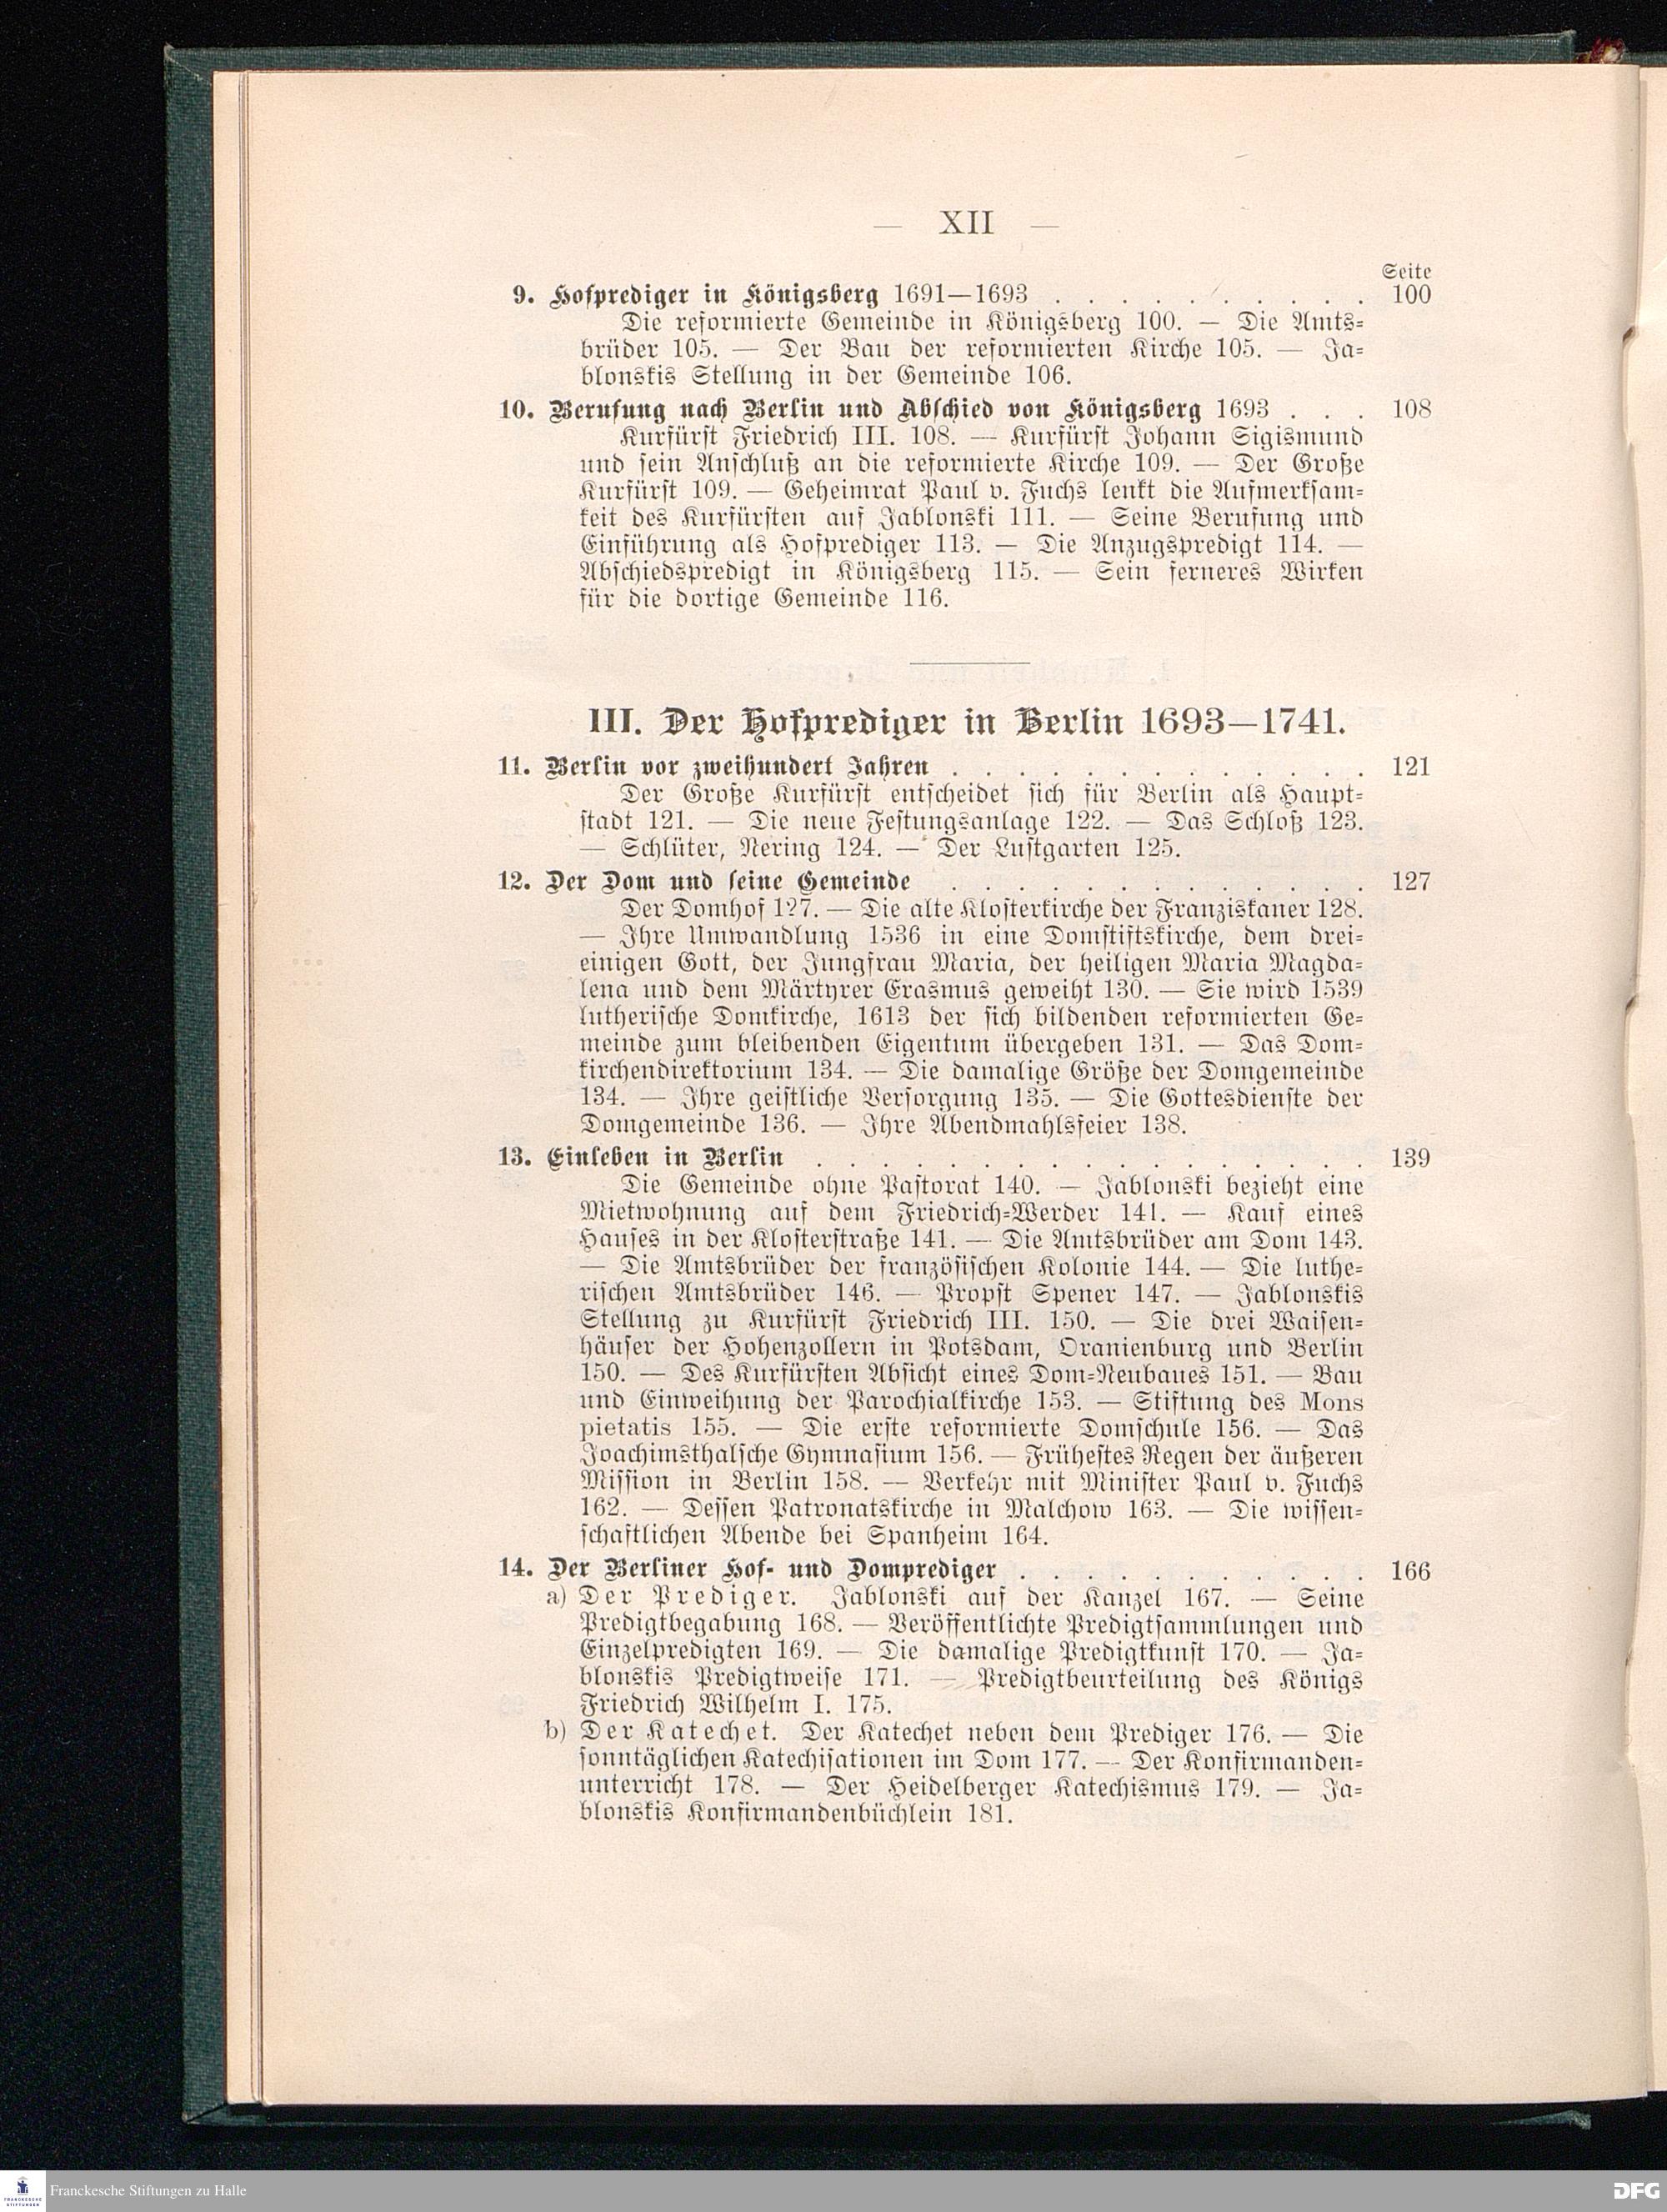 — XII —
Seite
9. Hofprediger in Königsberg 1691—1693 . . . . . . . . . . 100
Die reformierte Gemeinde in Königsberg 100. — Die Amts-
brüder 105. — Der Bau der reformierten Kirche 105. — Ja-
blonskis Stellung in der Gemeinde 106.
10. Berufung nach Berlin und Abschied von Königsberg 1693 . . . 108
Kurfürst Friedrich III. 108. — Kurfürst Johann Sigismund
und sein Anschluß an die reformierte Kirche 109. — Der Große
Kurfürst 109. — Geheimrat Paul v. Fuchs lenkt die Aufmerksam-
keit des Kurfürsten auf Jablonski 111. — Seine Berufung und
Einführung als Hofprediger 113. — Die Anzugspredigt 114. —
Abschiedspredigt in Königsberg 115. — Sein ferneres Wirken
für die dortige Gemeinde 116.
III. Der Hofprediger in Berlin 1693—1741.
11. Berlin vor zweihundert Jahren . . . . . . . . . . . . . 121
Der Große Kurfürst entscheidet sich für Berlin als Haupt-
stadt 121. — Die neue Festungsanlage 122. — Das Schloß 123.
— Schlüter, Nering 124. — Der Lustgarten 125.
12. Der Dom und seine Gemeinde . . . . . . . . . . . . . 127
Der Domhof 127. — Die alte Klosterkirche der Franziskaner 128.
— Ihre Umwandlung 1536 in eine Domstiftskirche, dem drei-
einigen Gott, der Jungfrau Maria, der heiligen Maria Magda-
lena und dem Märtyrer Erasmus geweiht 130. — Sie wird 1539
lutherische Domkirche, 1613 der sich bildenden reformierten Ge-
meinde zum bleibenden Eigentum übergeben 131. — Das Dom-
kirchendirektorium 134. — Die damalige Größe der Domgemeinde
134. — Ihre geistliche Versorgung 135. — Die Gottesdienste der
Domgemeinde 136. — Ihre Abendmahlsfeier 138.
13. Einleben in Berlin . . . . . . . . . . . . . . . . . 139
Die Gemeinde ohne Pastorat 140. — Jablonski bezieht eine
Mietwohnung auf dem Friedrich-Werder 141. — Kauf eines
Hauses in der Klosterstraße 141. — Die Amtsbrüder am Dom 143.
— Die Amtsbrüder der französischen Kolonie 144. — Die luthe-
rischen Amtsbrüder 146. — Propst Spener 147. — Jablonskis
Stellung zu Kurfürst Friedrich III. 150. — Die drei Waisen-
häuser der Hohenzollern in Potsdam, Oranienburg und Berlin
150. — Des Kurfürsten Absicht eines Dom-Neubaues 151. — Bau
und Einweihung der Parochialkirche 153. — Stiftung des Mons
pietatis 155. — Die erste reformierte Domschule 156. — Das
Joachimsthalsche Gymnasium 156. — Frühestes Regen der äußeren
Mission in Berlin 158. — Verkehr mit Minister Paul v. Fuchs
162. — Dessen Patronatskirche in Malchow 163. — Die wissen-
schaftlichen Abende bei Spanheim 164.
14. Der Berliner Hof- und Domprediger . . . . . . . . . . . 166
a) Der Prediger. Jablonski auf der Kanzel 167. — Seine
Predigtbegabung 168. — Veröffentlichte Predigtsammlungen und
Einzelpredigten 169. — Die damalige Predigtkunst 170. — Ja-
blonskis Predigtweise 171. — Predigtbeurteilung des Königs
Friedrich Wilhelm I. 175.
b) Der Katechet. Der Katechet neben dem Prediger 176. — Die
sonntäglichen Katechisationen im Dom 177. — Der Konfirmanden-
unterricht 178. — Der Heidelberger Katechismus 179. — Ja-
blonskis Konfirmandenbüchlein 181.
FRANCKESCHE
STIFTUNGEN
Franckesche Stiftungen zu Halle
DFG